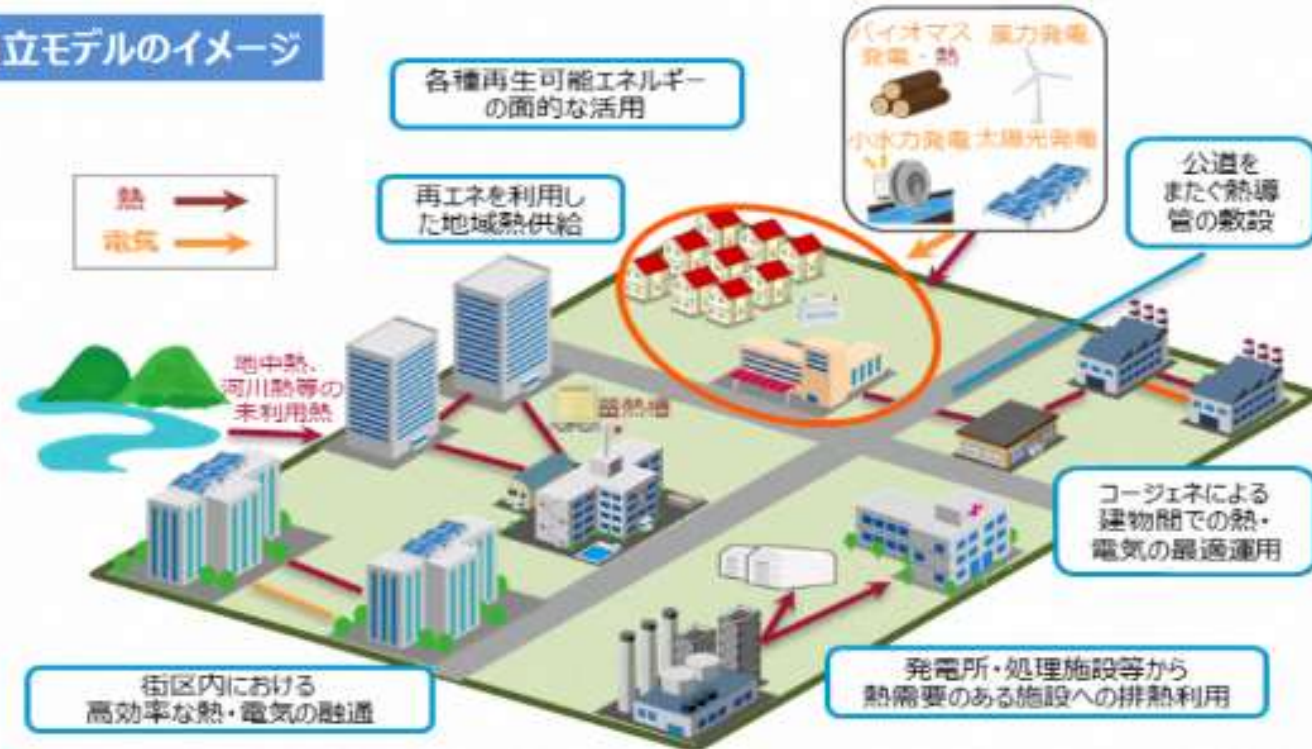 立モデルのイメージ
各種再生可能エネルギー
の面的な活用
バイオマス
発電・熱
風力発電
小水力発電
太陽光発電
公道を
またぐ熱導
管の敷設
熱
電気
再エネを利用し
た地域熱供給
地中熱、
河川熱等の
未利用熱
蓄熱槽
コージェネによる
建物間での熱・
電気の最適運用
街区内における
高効率な熱・電気の融通
発電所・処理施設等から
熱需要のある施設への排熱利用